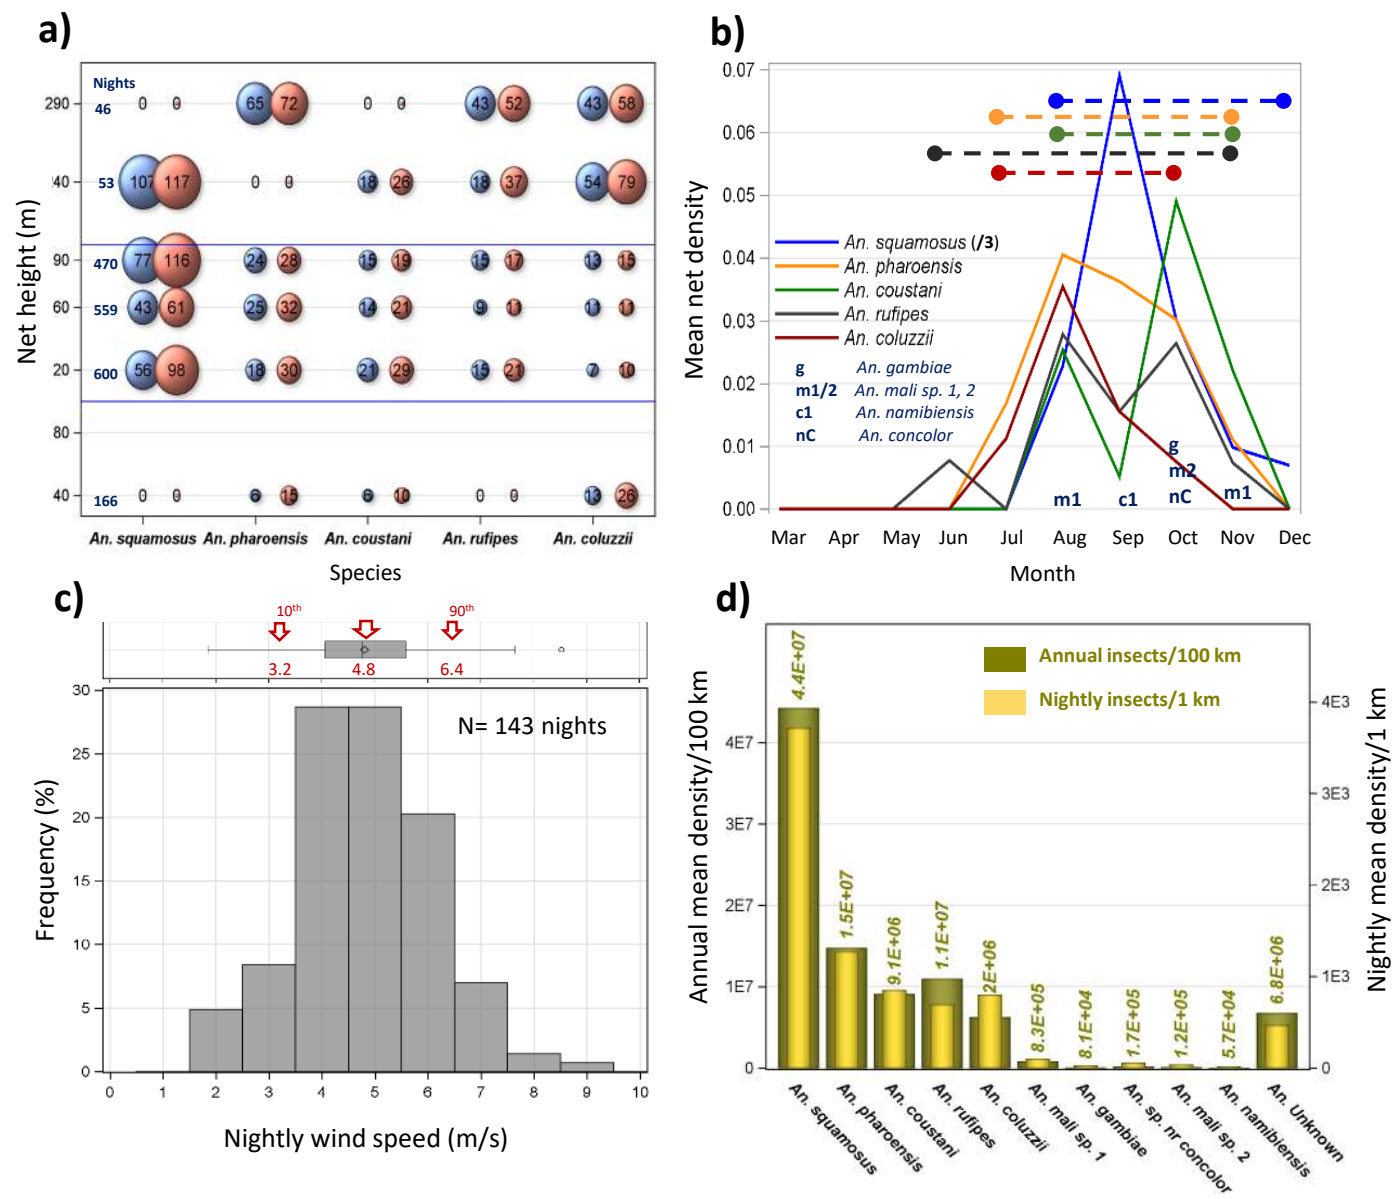 a)
Nights
290
46
0 0 65 72 0 0 43 52 43 58
40
53
107 117 0 0 18 26 18 37 54 79
90
470
77 116 24 28 15 19 15 17 13 15
60
559
43 61 25 32 14 21 9 11 11 11
20
600
56 98 18 30 21 29 15 21 7 10
80
40
166
0 0 6 15 6 10 0 0 13 26
Net height (m)
An. squamosus An. pharoensis An. coustani An. rufipes An. coluzzii
Species
b)
0.07
0.06
0.05
0.04
0.03
0.02
0.01
0.00
Mean net density
An. squamosus (/3)
An. pharoensis
An. coustani
An. rufipes
An. coluzzii
g An. gambiae
m1/2 An. mali sp. 1, 2
c1 An. namibiensis
nC An. concolor
g
m2
m1 c1 nC m1
Mar Apr May Jun Jul Aug Sep Oct Nov Dec
Month
c)
10th 90th
3.2 4.8 6.4
30
25
20
15
10
5
0
N= 143 nights
Frequency (%)
0 1 2 3 4 5 6 7 8 9 10
Nightly wind speed (m/s)
d)
Annual insects/100 km
Nightly insects/1 km
Annual mean density/100 km
4E7
3E7
2E7
1E7
0
4.4E+07
1.5E+07
9.1E+06
1.1E+07
2E+06
8.3E+05
8.1E+04
1.7E+05
1.2E+05
5.7E+04
6.8E+06
4E3
3E3
2E3
1E3
0
Nightly mean density/1 km
An. squamosus
An. pharoensis
An. coustani
An. rufipes
An. coluzzii
An. mali sp. 1
An. gambiae
An. sp. nr concolor
An. mali sp. 2
An. namibiensis
An. Unknown